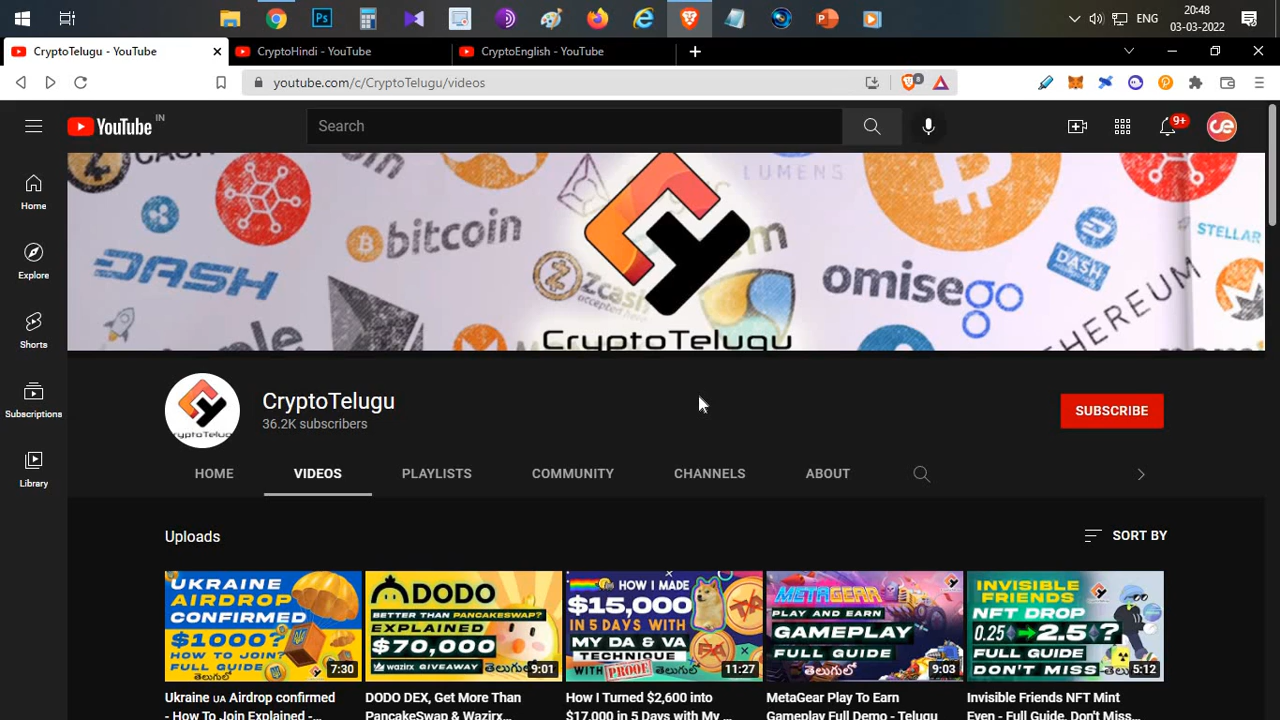 20:48
ENG
03-03-2022
CryptoTelugu - YouTube
CryptoHindi - YouTube
CryptoEnglish - YouTube
youtube.com/c/CryptoTelugu/videos
8
YouTube IN
Search
9+
ce
Home
Explore
Shorts
Subscriptions
Library
LUMENS
bitcoin
DASH
zcash
omisego
DASH
STELLAR
ETHEREUM
CryptoTelugu
CryptoTelugu
36.2K subscribers
SUBSCRIBE
HOME
VIDEOS
PLAYLISTS
COMMUNITY
CHANNELS
ABOUT
Uploads
SORT BY
UKRAINE
AIRDROP
CONFIRMED
$1000?
HOW TO JOIN?
FULL GUIDE
తెలుగులో
7:30
DODO
BETTER THAN PANCAKESWAP?
EXPLAINED
$70,000
wazirx GIVEAWAY తెలుగులో
9:01
HOW I MADE
$15,000
IN 5 DAYS WITH
MY DA & VA
TECHNIQUE
WITH PROOF తెలుగులో
11:27
METAGEAR
PLAY AND EARN
GAMEPLAY
FULL GUIDE
తెలుగులో
9:03
INVISIBLE
FRIENDS
NFT DROP
0.25 2.5 ?
FULL GUIDE
DON'T MISS
5:12
Ukraine UA Airdrop confirmed
- How To Join Explained -...
DODO DEX, Get More Than
PancakeSwap & Wazirx...
How I Turned $2,600 into
$17,000 in 5 Days with My ...
MetaGear Play To Earn
Gameplay Full Demo - Telugu
Invisible Friends NFT Mint
Even - Full Guide, Don't Miss...